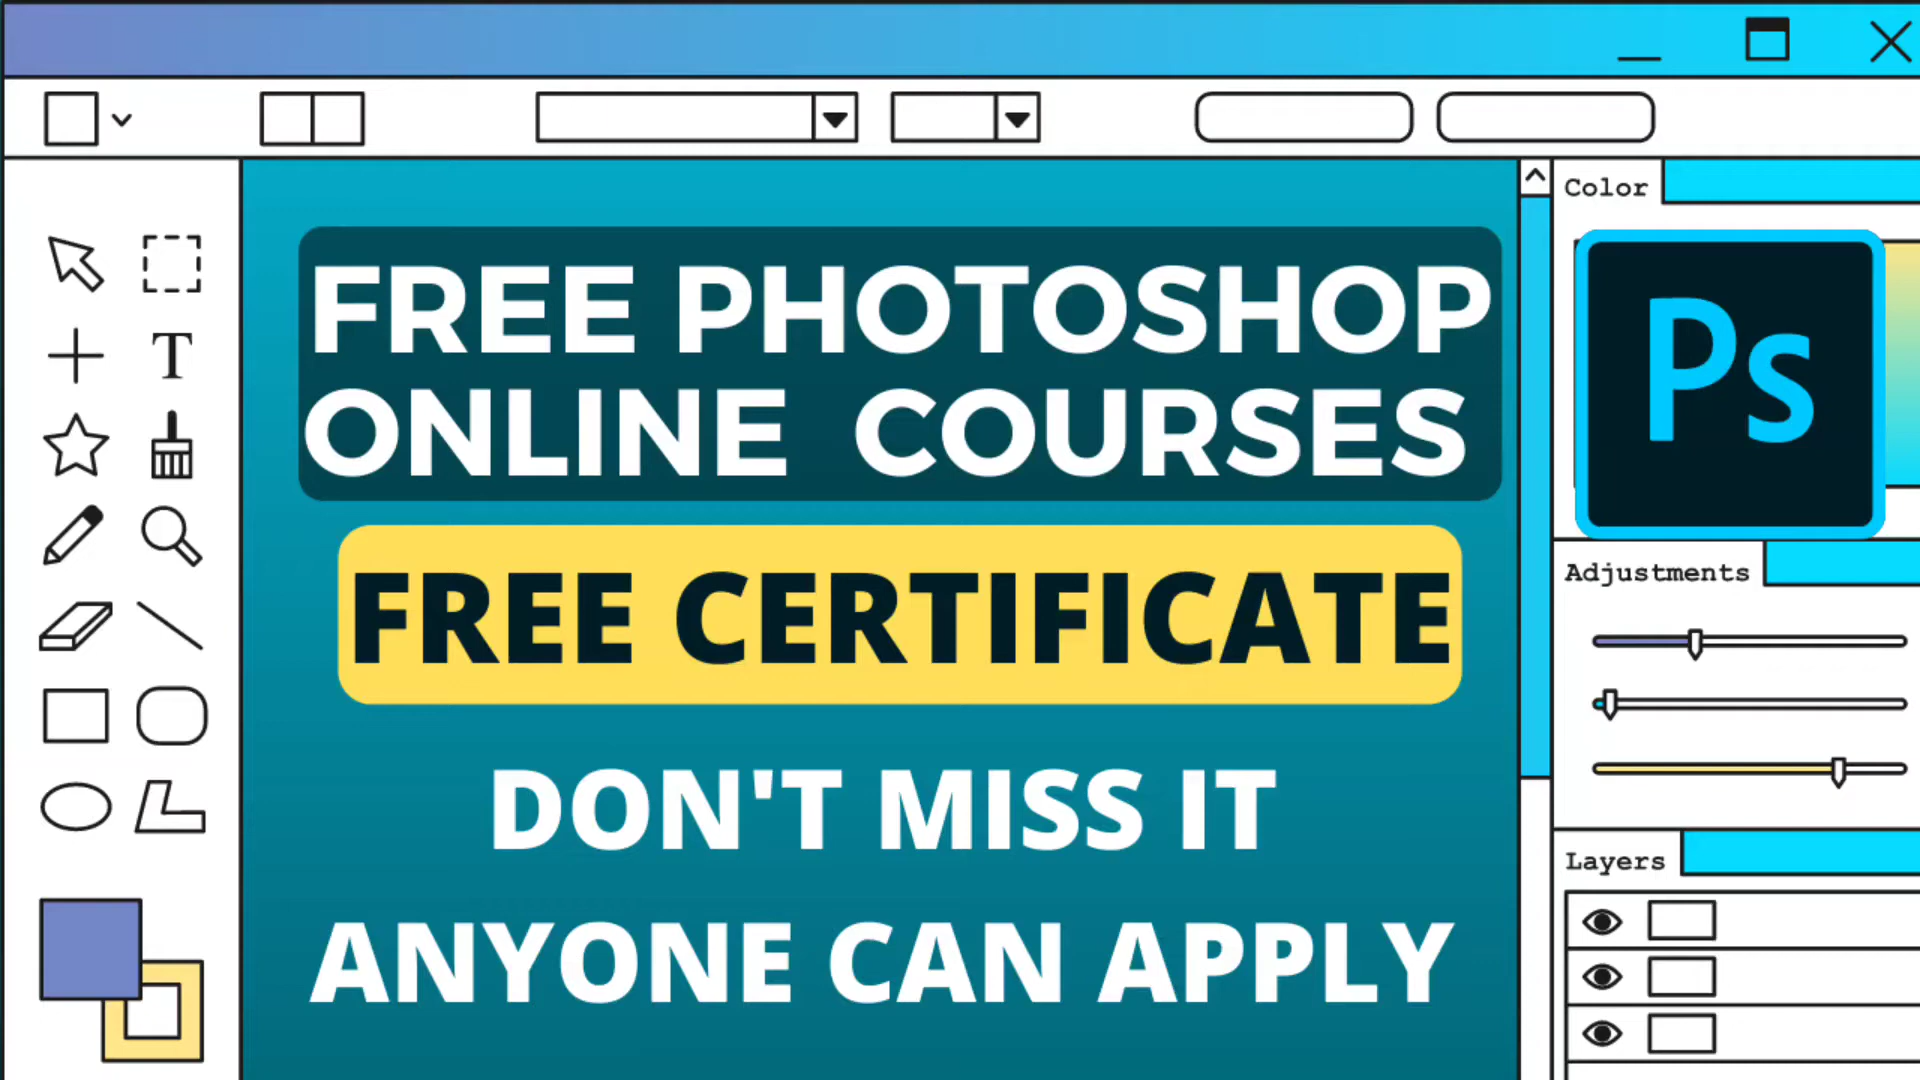 Color
FREE PHOTOSHOP
ONLINE COURSES
Ps
T
FREE CERTIFICATE
Adjustments
DON'T MISS IT
Layers
ANYONE CAN APPLY